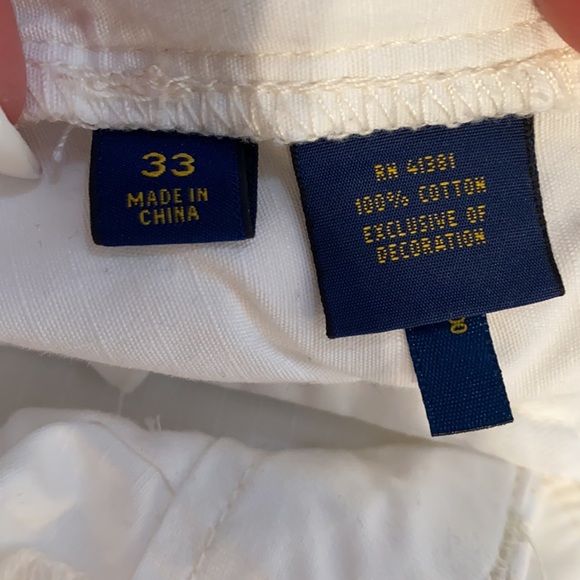 33
MADE IN
CHINA
RN 41381
100% COTTON
EXCLUSIVE OF
DECORATION